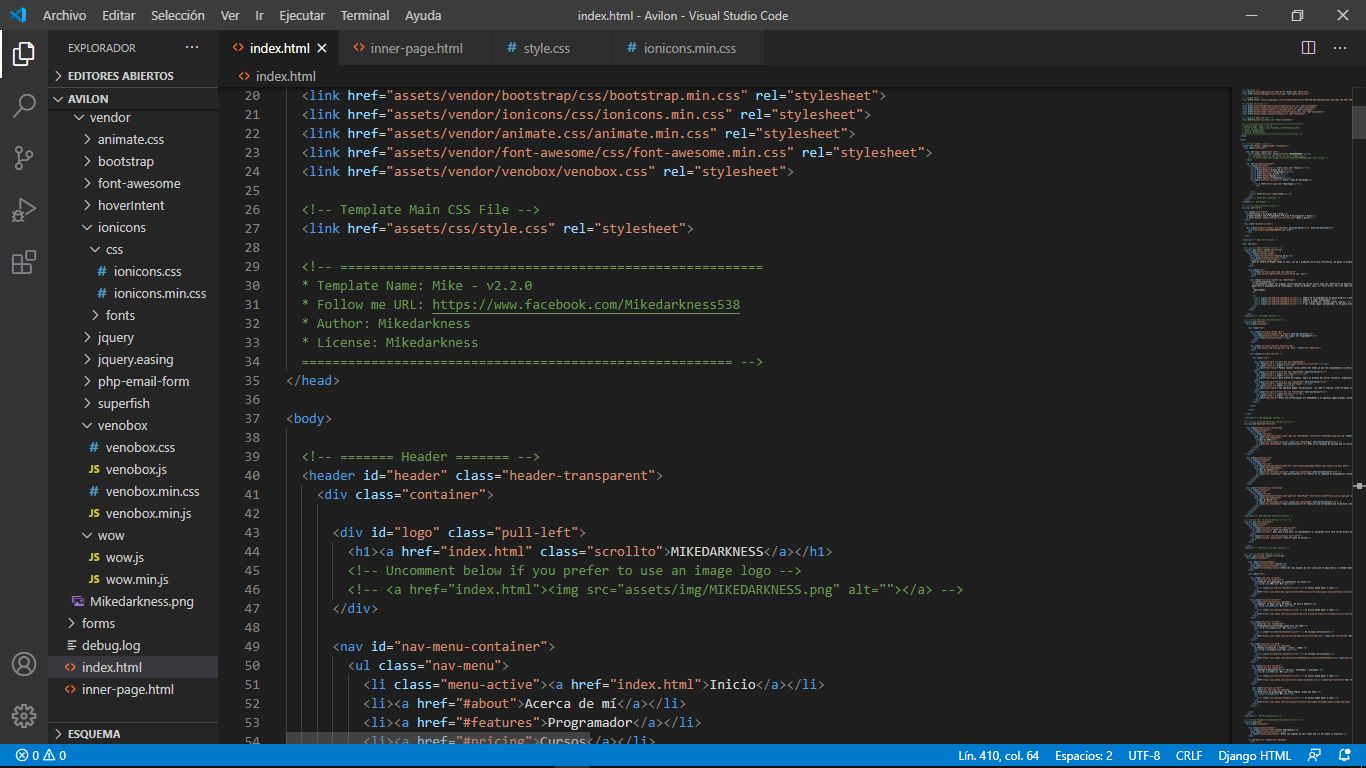 Archivo Editar Selección Ver Ir Ejecutar Terminal Ayuda
index.html - Avilon - Visual Studio Code
EXPLORADOR
EDITORES ABIERTOS
AVILON
vendor
animate.css
bootstrap
font-awesome
hoverIntent
ionicons
css
# ionicons.css
# ionicons.min.css
fonts
jquery
jquery.easing
php-email-form
superfish
venobox
# venobox.css
JS venobox.js
# venobox.min.css
JS venobox.min.js
wow
JS wow.js
JS wow.min.js
Mikedarkness.png
forms
debug.log
<> index.html
<> inner-page.html
ESQUEMA
<> index.html
<> inner-page.html
# style.css
# ionicons.min.css
<> index.html
20 <link href="assets/vendor/bootstrap/css/bootstrap.min.css" rel="stylesheet">
21 <link href="assets/vendor/ionicons/css/ionicons.min.css" rel="stylesheet">
22 <link href="assets/vendor/animate.css/animate.min.css" rel="stylesheet">
23 <link href="assets/vendor/font-awesome/css/font-awesome.min.css" rel="stylesheet">
24 <link href="assets/vendor/venobox/venobox.css" rel="stylesheet">
25
26 <!-- Template Main CSS File -->
27 <link href="assets/css/style.css" rel="stylesheet">
28
29 <!-- =======================================================
30 * Template Name: Mike - v2.2.0
31 * Follow me URL: https://www.facebook.com/Mikedarkness538
32 * Author: Mikedarkness
33 * License: Mikedarkness
34 ======================================================== -->
35 </head>
36
37 <body>
38
39 <!-- ======= Header ======= -->
40 <header id="header" class="header-transparent">
41 <div class="container">
42
43 <div id="logo" class="pull-left">
44 <h1><a href="index.html" class="scrollto">MIKEDARKNESS</a></h1>
45 <!-- Uncomment below if you prefer to use an image logo -->
46 <!-- <a href="index.html"><img src="assets/img/MIKEDARKNESS.png" alt=""></a> -->
47 </div>
48
49 <nav id="nav-menu-container">
50 <ul class="nav-menu">
51 <li class="menu-active"><a href="index.html">Inicio</a></li>
52 <li><a href="#about">Acerca de mí</a></li>
53 <li><a href="#features">Programador</a></li>
54 <li><a href="#pricing">Cursos</a></li>
0 0
Lín. 410, col. 64 Espacios: 2 UTF-8 CRLF Django HTML